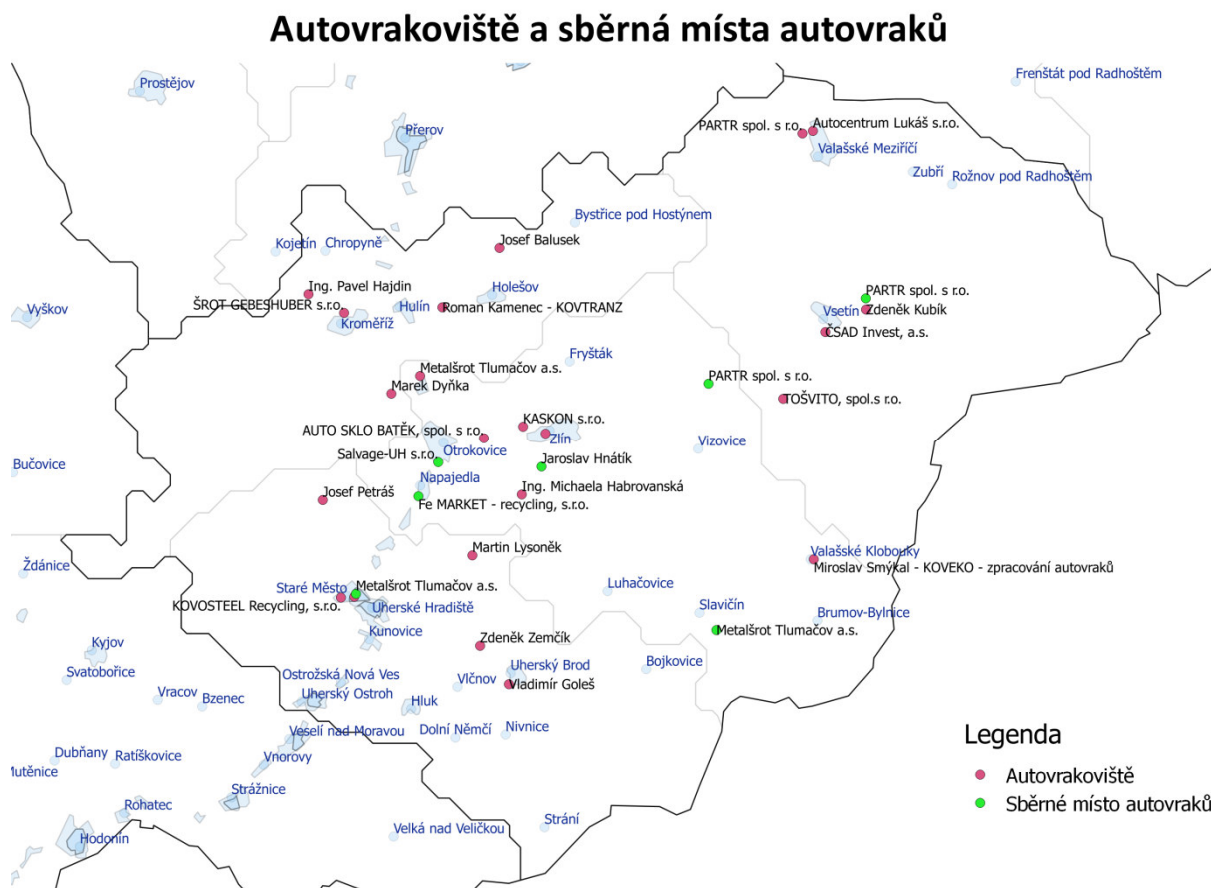 Autovrakoviště a sběrná místa autovraků
Prostějov
Frenštát pod Radhoštěm
Přerov
PARTR spol. s r.o.
Autocentrum Lukáš s.r.o.
Valašské Meziříčí
Zubří
Rožnov pod Radhoštěm
Bystřice pod Hostýnem
Kojetín
Chropyně
Josef Balusek
Ing. Pavel Hajdin
Holešov
PARTR spol. s r.o.
ŠROT GEBESHUBER s.r.o.
Hulín
Roman Kamenec - KOVTRANZ
Vyškov
Kroměříž
Vsetín
Zdeněk Kubík
ČSAD Invest, a.s.
Fryšták
Metalšrot Tlumačov a.s.
PARTR spol. s r.o.
Marek Dyňka
TOŠVITO, spol.s r.o.
KASKON s.r.o.
AUTO SKLO BATĚK, spol. s r.o.
Zlín
Otrokovice
Vizovice
Salvage-UH s.r.o.
Jaroslav Hnátík
Bučovice
Napajedla
Josef Petráš
Ing. Michaela Habrovanská
Fe MARKET - recycling, s.r.o.
Martin Lysoněk
Valašské Klobouky
Miroslav Smýkal - KOVEKO - zpracování autovraků
Ždánice
Staré Město
Metalšrot Tlumačov a.s.
Luhačovice
KOVOSTEEL Recycling, s.r.o.
Uherské Hradiště
Slavičín
Brumov-Bylnice
Metalšrot Tlumačov a.s.
Kunovice
Zdeněk Zemčík
Kyjov
Uherský Brod
Bojkovice
Svatobořice
Ostrožská Nová Ves
Vlčnov
Vladimír Goleš
Vracov
Bzenec
Uherský Ostroh
Hluk
Veselí nad Moravou
Dolní Němčí
Nivnice
Legenda
Dubňany
Ratíškovice
Vnorovy
Mutěnice
Autovrakoviště
Strážnice
Sběrné místo autovraků
Rohatec
Hodonín
Velká nad Veličkou
Strání